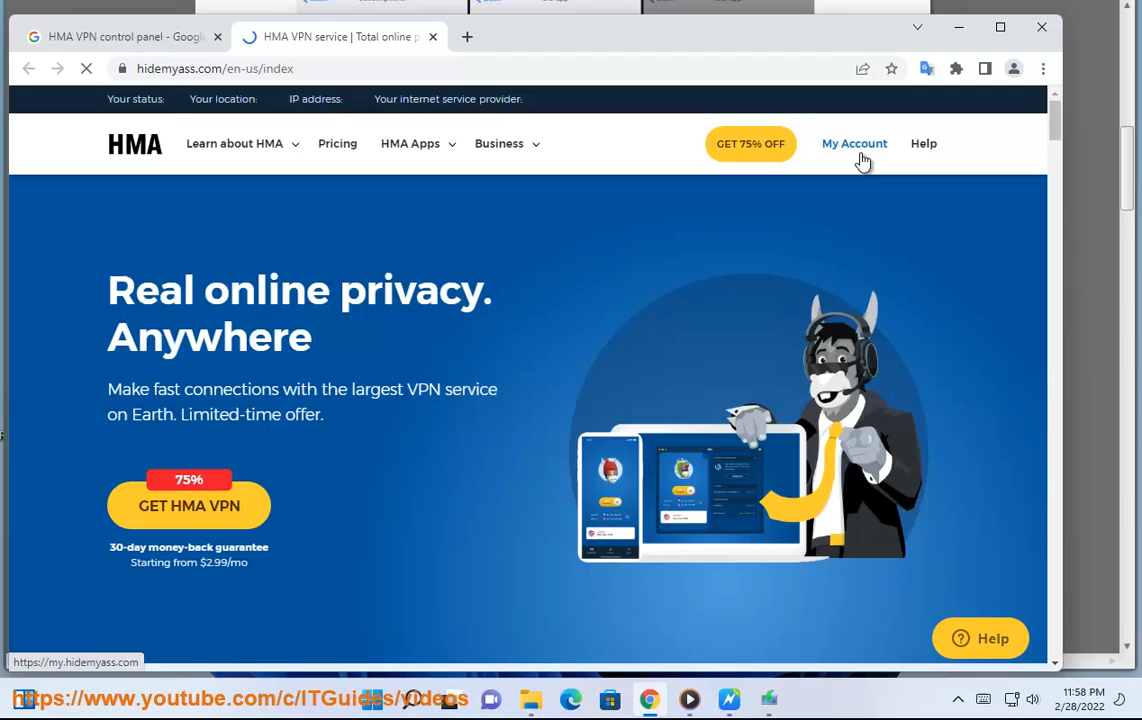 HMA VPN control panel - Google
HMA VPN service | Total online p
hidemyass.com/en-us/index
Your status: Your location: IP address: Your internet service provider:
HMA Learn about HMA Pricing HMA Apps Business GET 75% OFF My Account Help
Real online privacy.
Anywhere
Make fast connections with the largest VPN service
on Earth. Limited-time offer.
75%
GET HMA VPN
30-day money-back guarantee
Starting from $2.99/mo
Help
https://my.hidemyass.com
https://www.youtube.com/c/ITGuides/videos
11:58 PM
2/28/2022